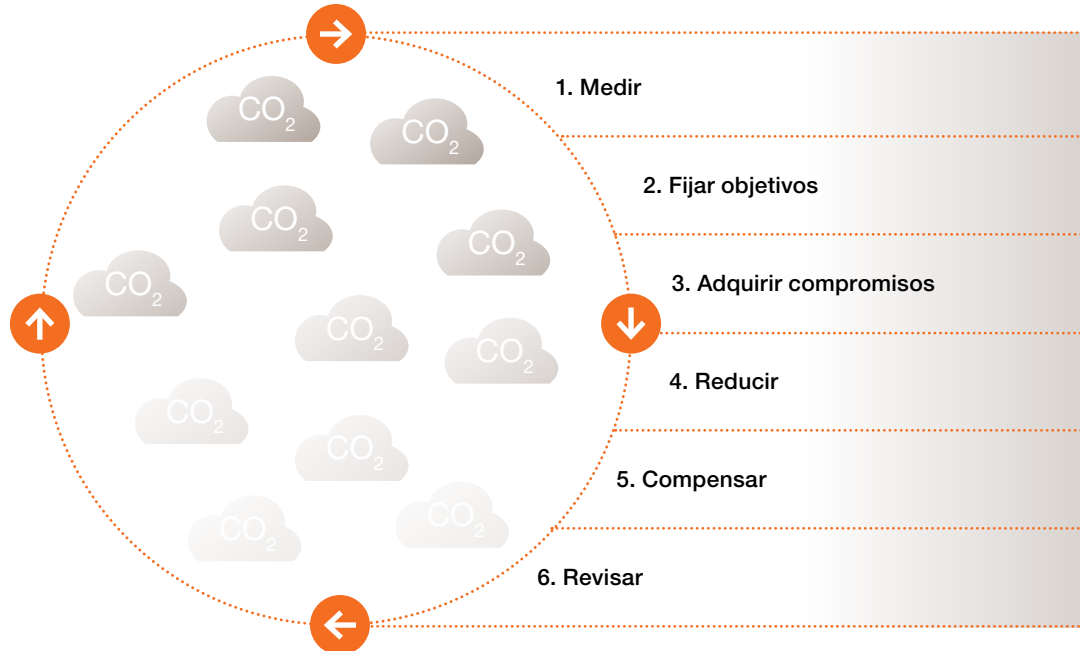 CO2
CO2
CO2
CO2
CO2
CO2
CO2
CO2
CO2
CO2
CO2
1. Medir
2. Fijar objetivos
3. Adquirir compromisos
4. Reducir
5. Compensar
6. Revisar